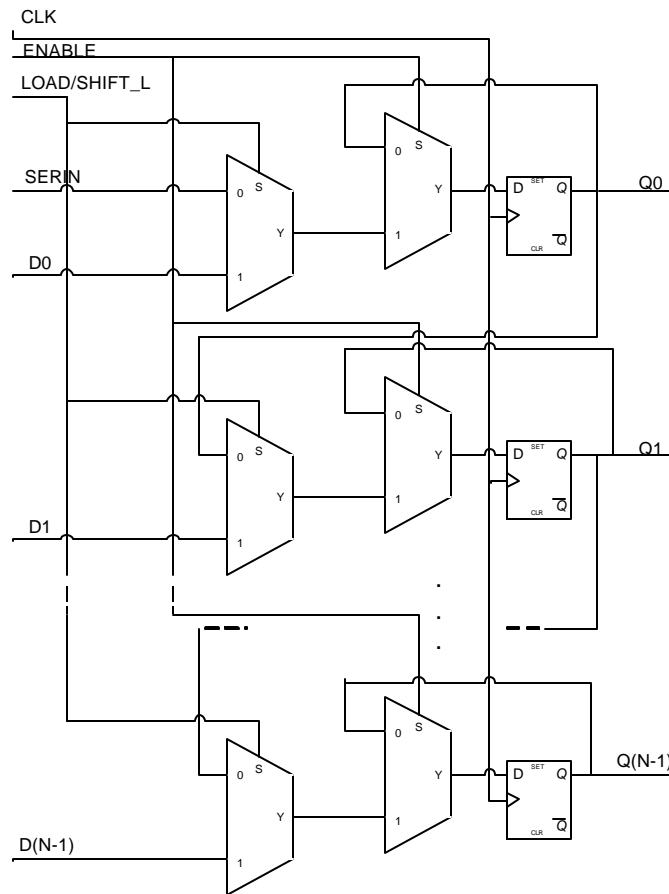 CLK
ENABLE
LOAD/SHIFT_L
SERIN
0
S
Y
1
0
S
Y
1
D
SET
Q
Q
CLR
Q0
D0
0
S
Y
1
0
S
Y
1
D
SET
Q
Q
CLR
Q1
D1
0
S
Y
1
0
S
Y
1
D
SET
Q
Q
CLR
Q(N-1)
D(N-1)